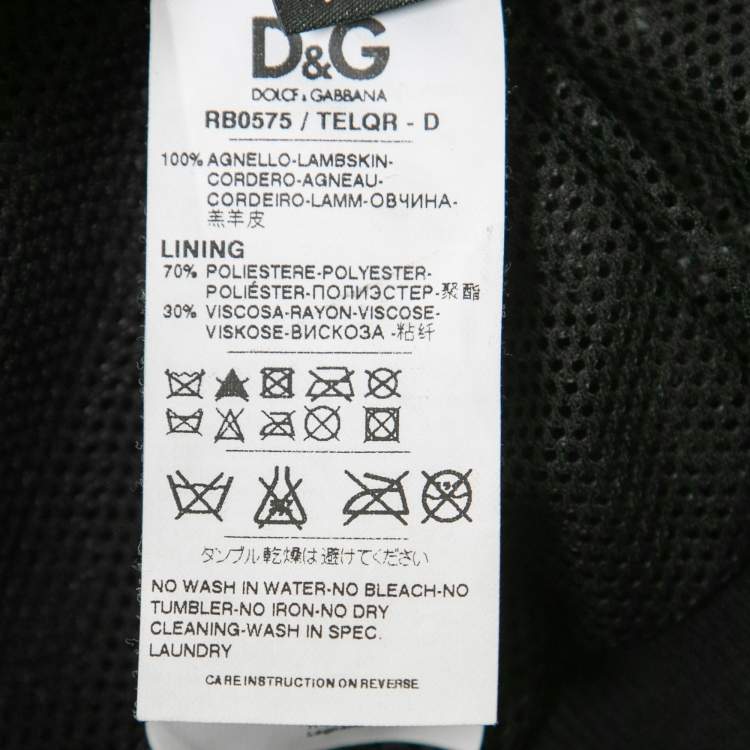 D&G
DOLCE & GABBANA
RB0575 / TELQR - D
100% AGNELLO-LAMBSKIN-
CORDERO-AGNEAU-
CORDEIRO-LAMM-ОВЧИНА-
羔羊皮
LINING
70% POLIESTERE-POLYESTER-
POLIÉSTER-ПОЛИЭСТЕР-聚酯
30% VISCOSA-RAYON-VISCOSE-
VISKOSE-ВИСКОЗА -粘纤
タンブル乾燥は避けてください
NO WASH IN WATER-NO BLEACH-NO
TUMBLER-NO IRON-NO DRY
CLEANING-WASH IN SPEC.
LAUNDRY
CARE INSTRUCTION ON REVERSE